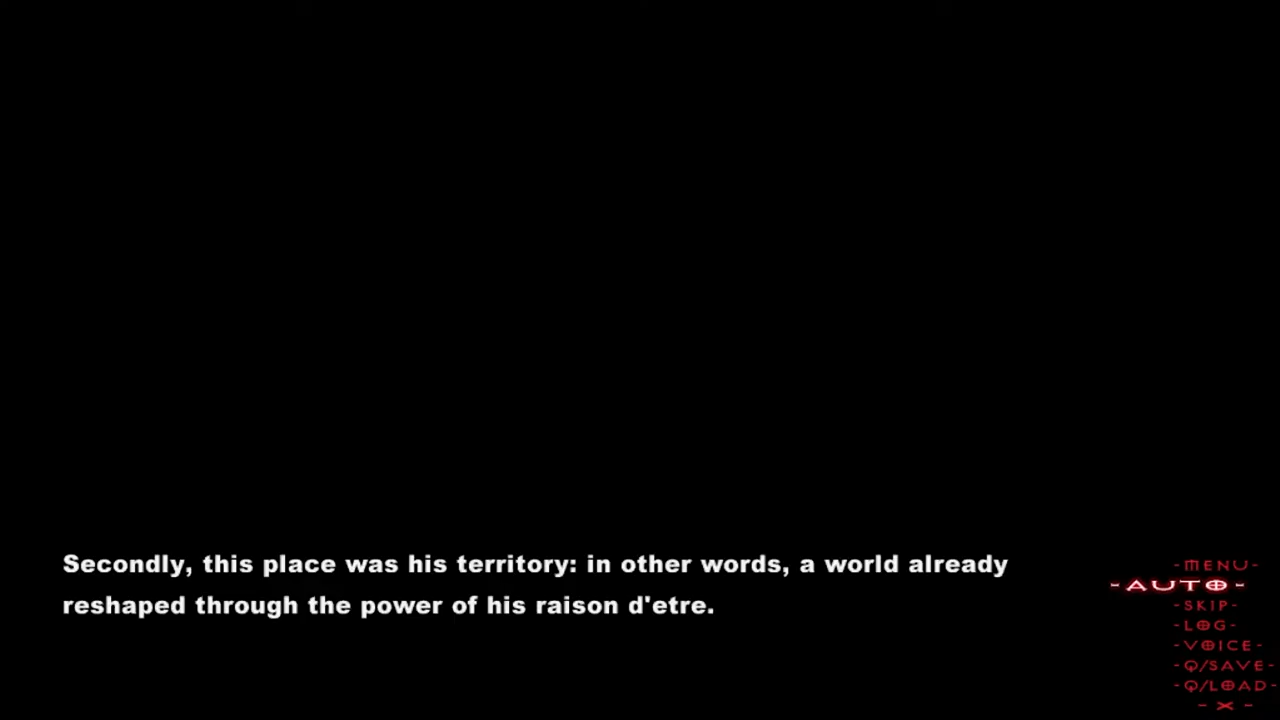 Secondly, this place was his territory: in other words, a world already
reshaped through the power of his raison d'etre.
-MENU-
-AUTO-
-SKIP-
-LOG-
-VOICE-
-Q/SAVE-
-Q/LOAD-
-X-